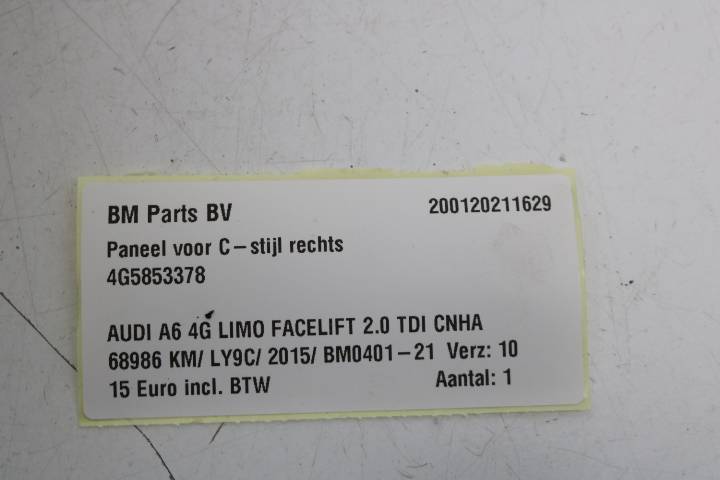 BM Parts BV 200120211629
Paneel voor C-stijl rechts
4G5853378
AUDI A6 4G LIMO FACELIFT 2.0 TDI CNHA
68986 KM/ LY9C/ 2015/ BM0401-21 Verz: 10
15 Euro incl. BTW Aantal: 1